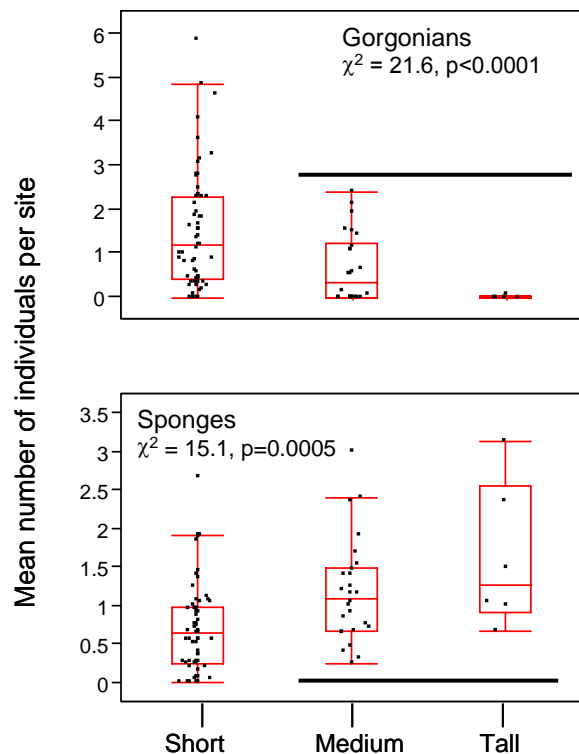 Mean number of individuals per site
Gorgonians
χ² = 21.6, p<0.0001
6
5
4
3
2
1
0
Sponges
χ² = 15.1, p=0.0005
3.5
3
2.5
2
1.5
1
0.5
0
Short Medium Tall